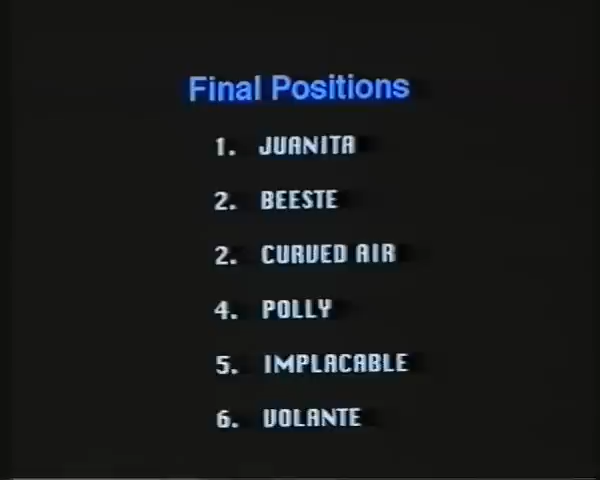 Final Positions
1. JUANITA
2. BEESTE
2. CURVED AIR
4. POLLY
5. IMPLACABLE
6. VOLANTE